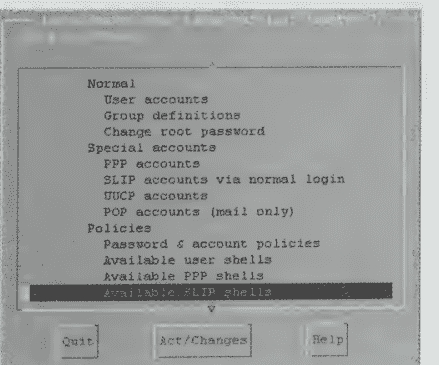 Normal
User accounts
Group definitions
Change root password
Special accounts
PPP accounts
SLIP accounts via normal login
UUCP accounts
POP accounts (mail only)
Policies
Password & account policies
Available user shells
Available PPP shells
Available SLIP shells
Quit Act/Changes Help